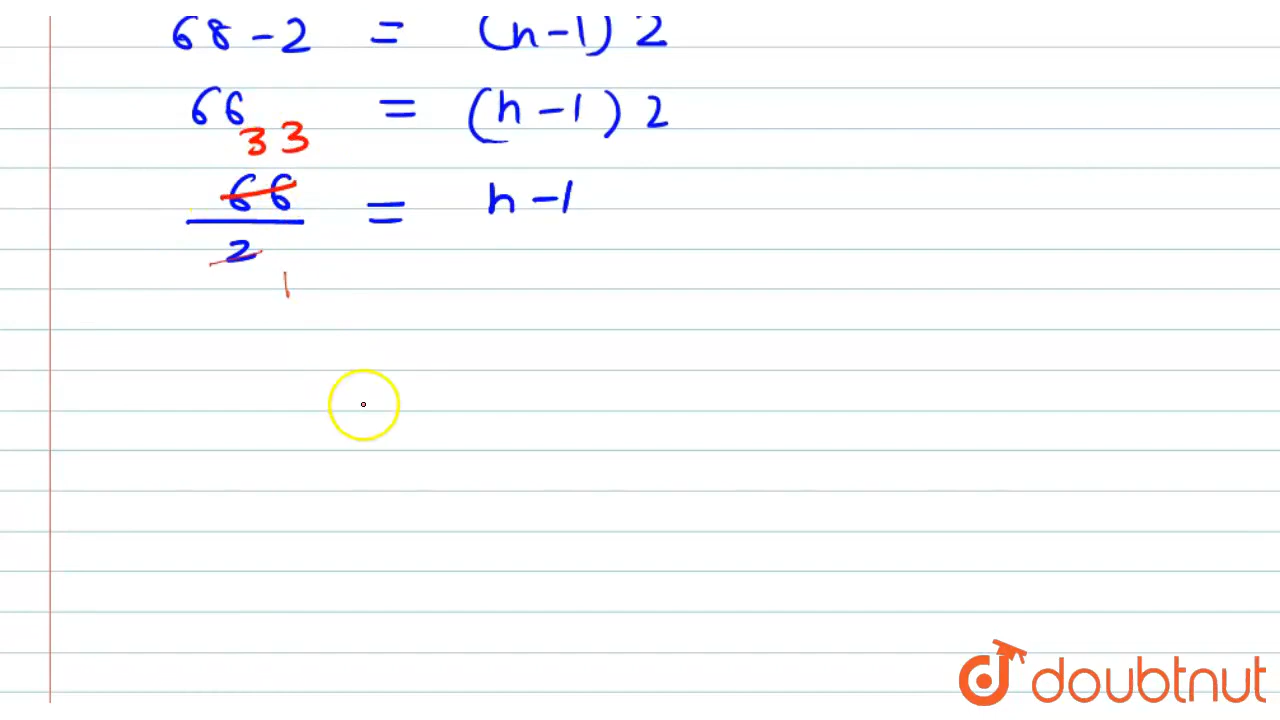 68 - 2 = (n - 1) 2
66 = (n - 1) 2
33
66 = n - 1
2
1
doubtnut